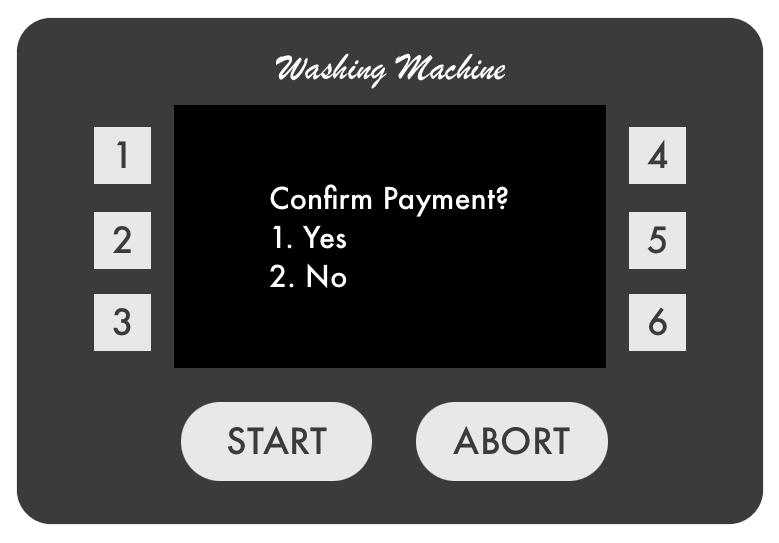 Washing Machine
1
2
3
Confirm Payment?
1. Yes
2. No
4
5
6
START
ABORT